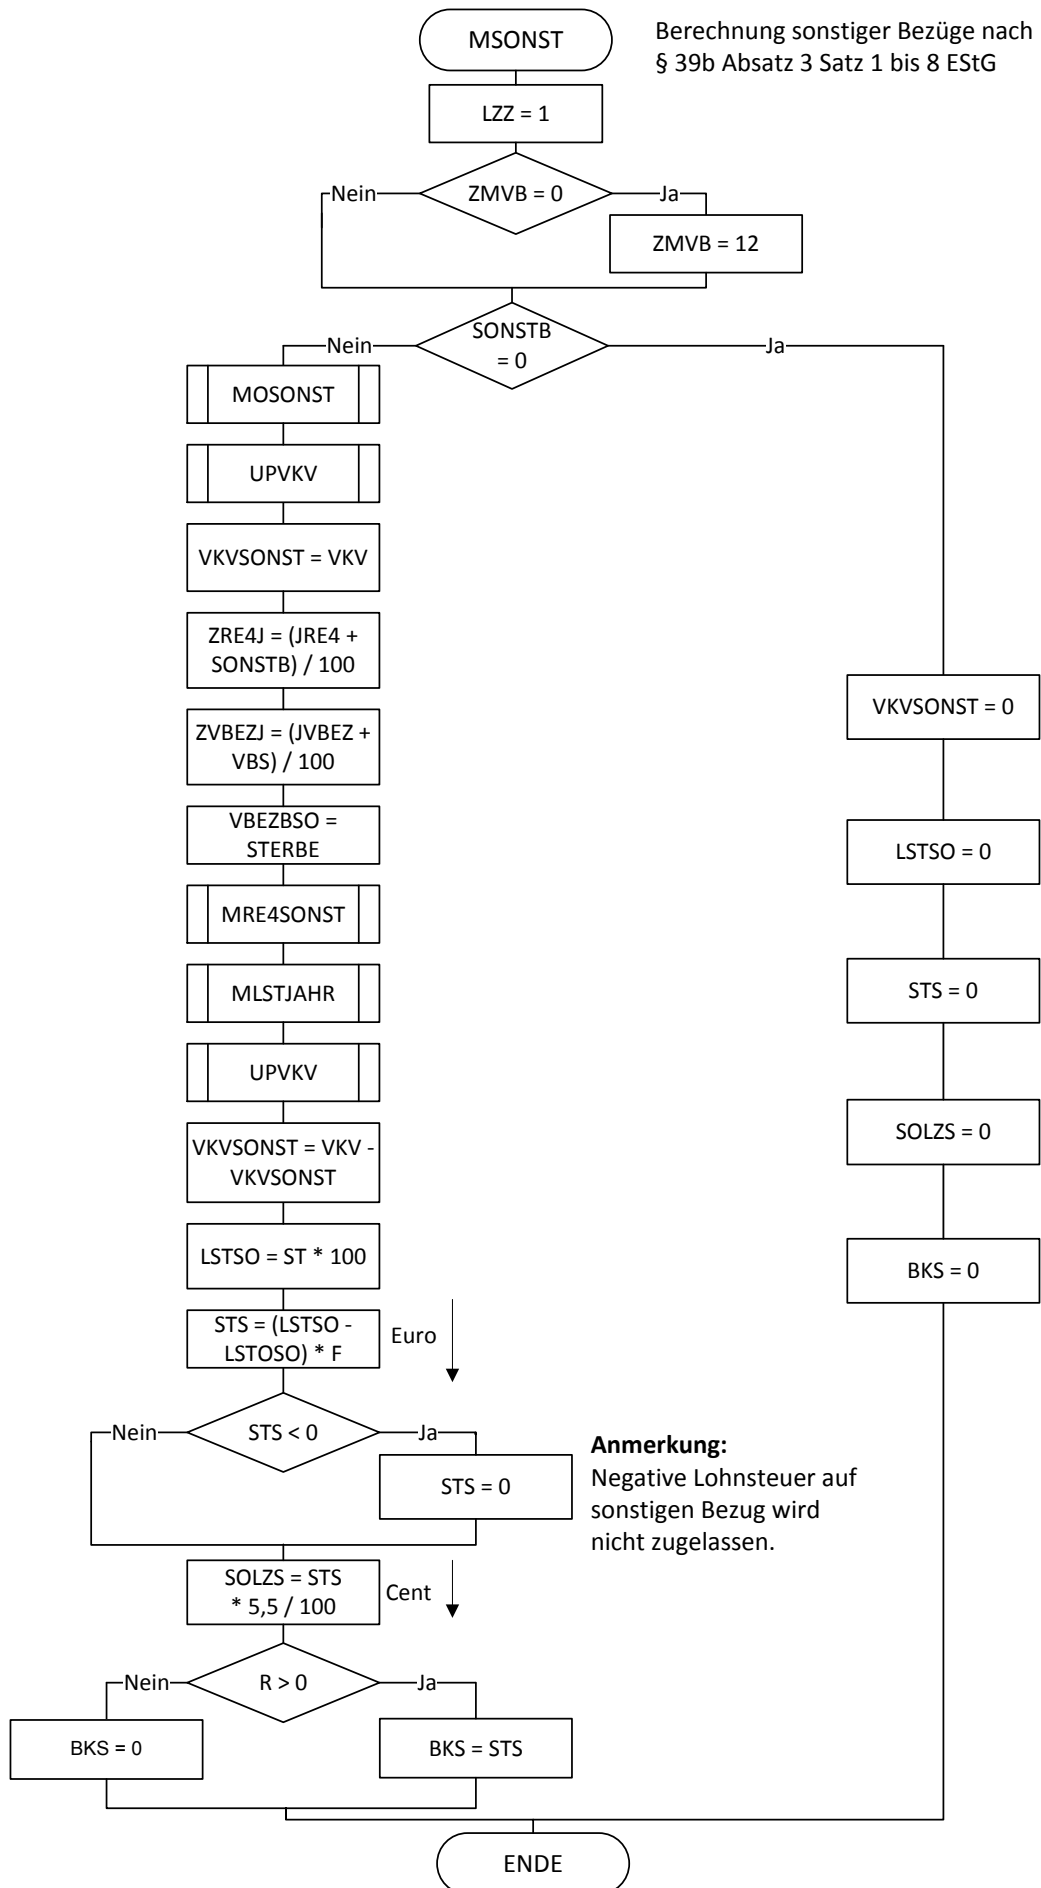 MSONST
Berechnung sonstiger Bezüge nach
§ 39b Absatz 3 Satz 1 bis 8 EStG
LZZ = 1
Nein
ZMVB = 0
Ja
ZMVB = 12
Nein
SONSTB
= 0
Ja
MOSONST
UPVKV
VKVSONST = VKV
ZRE4J = (JRE4 +
SONSTB) / 100
ZVBEZJ = (JVBEZ +
VBS) / 100
VBEZBSO =
STERBE
MRE4SONST
MLSTJAHR
UPVKV
VKVSONST = VKV -
VKVSONST
LSTSO = ST * 100
STS = (LSTSO -
LSTOSO) * F
Euro
Nein
STS < 0
Ja
STS = 0
Anmerkung:
Negative Lohnsteuer auf
sonstigen Bezug wird
nicht zugelassen.
SOLZS = STS
* 5,5 / 100
Cent
Nein
R > 0
Ja
BKS = 0
BKS = STS
VKVSONST = 0
LSTSO = 0
STS = 0
SOLZS = 0
BKS = 0
ENDE